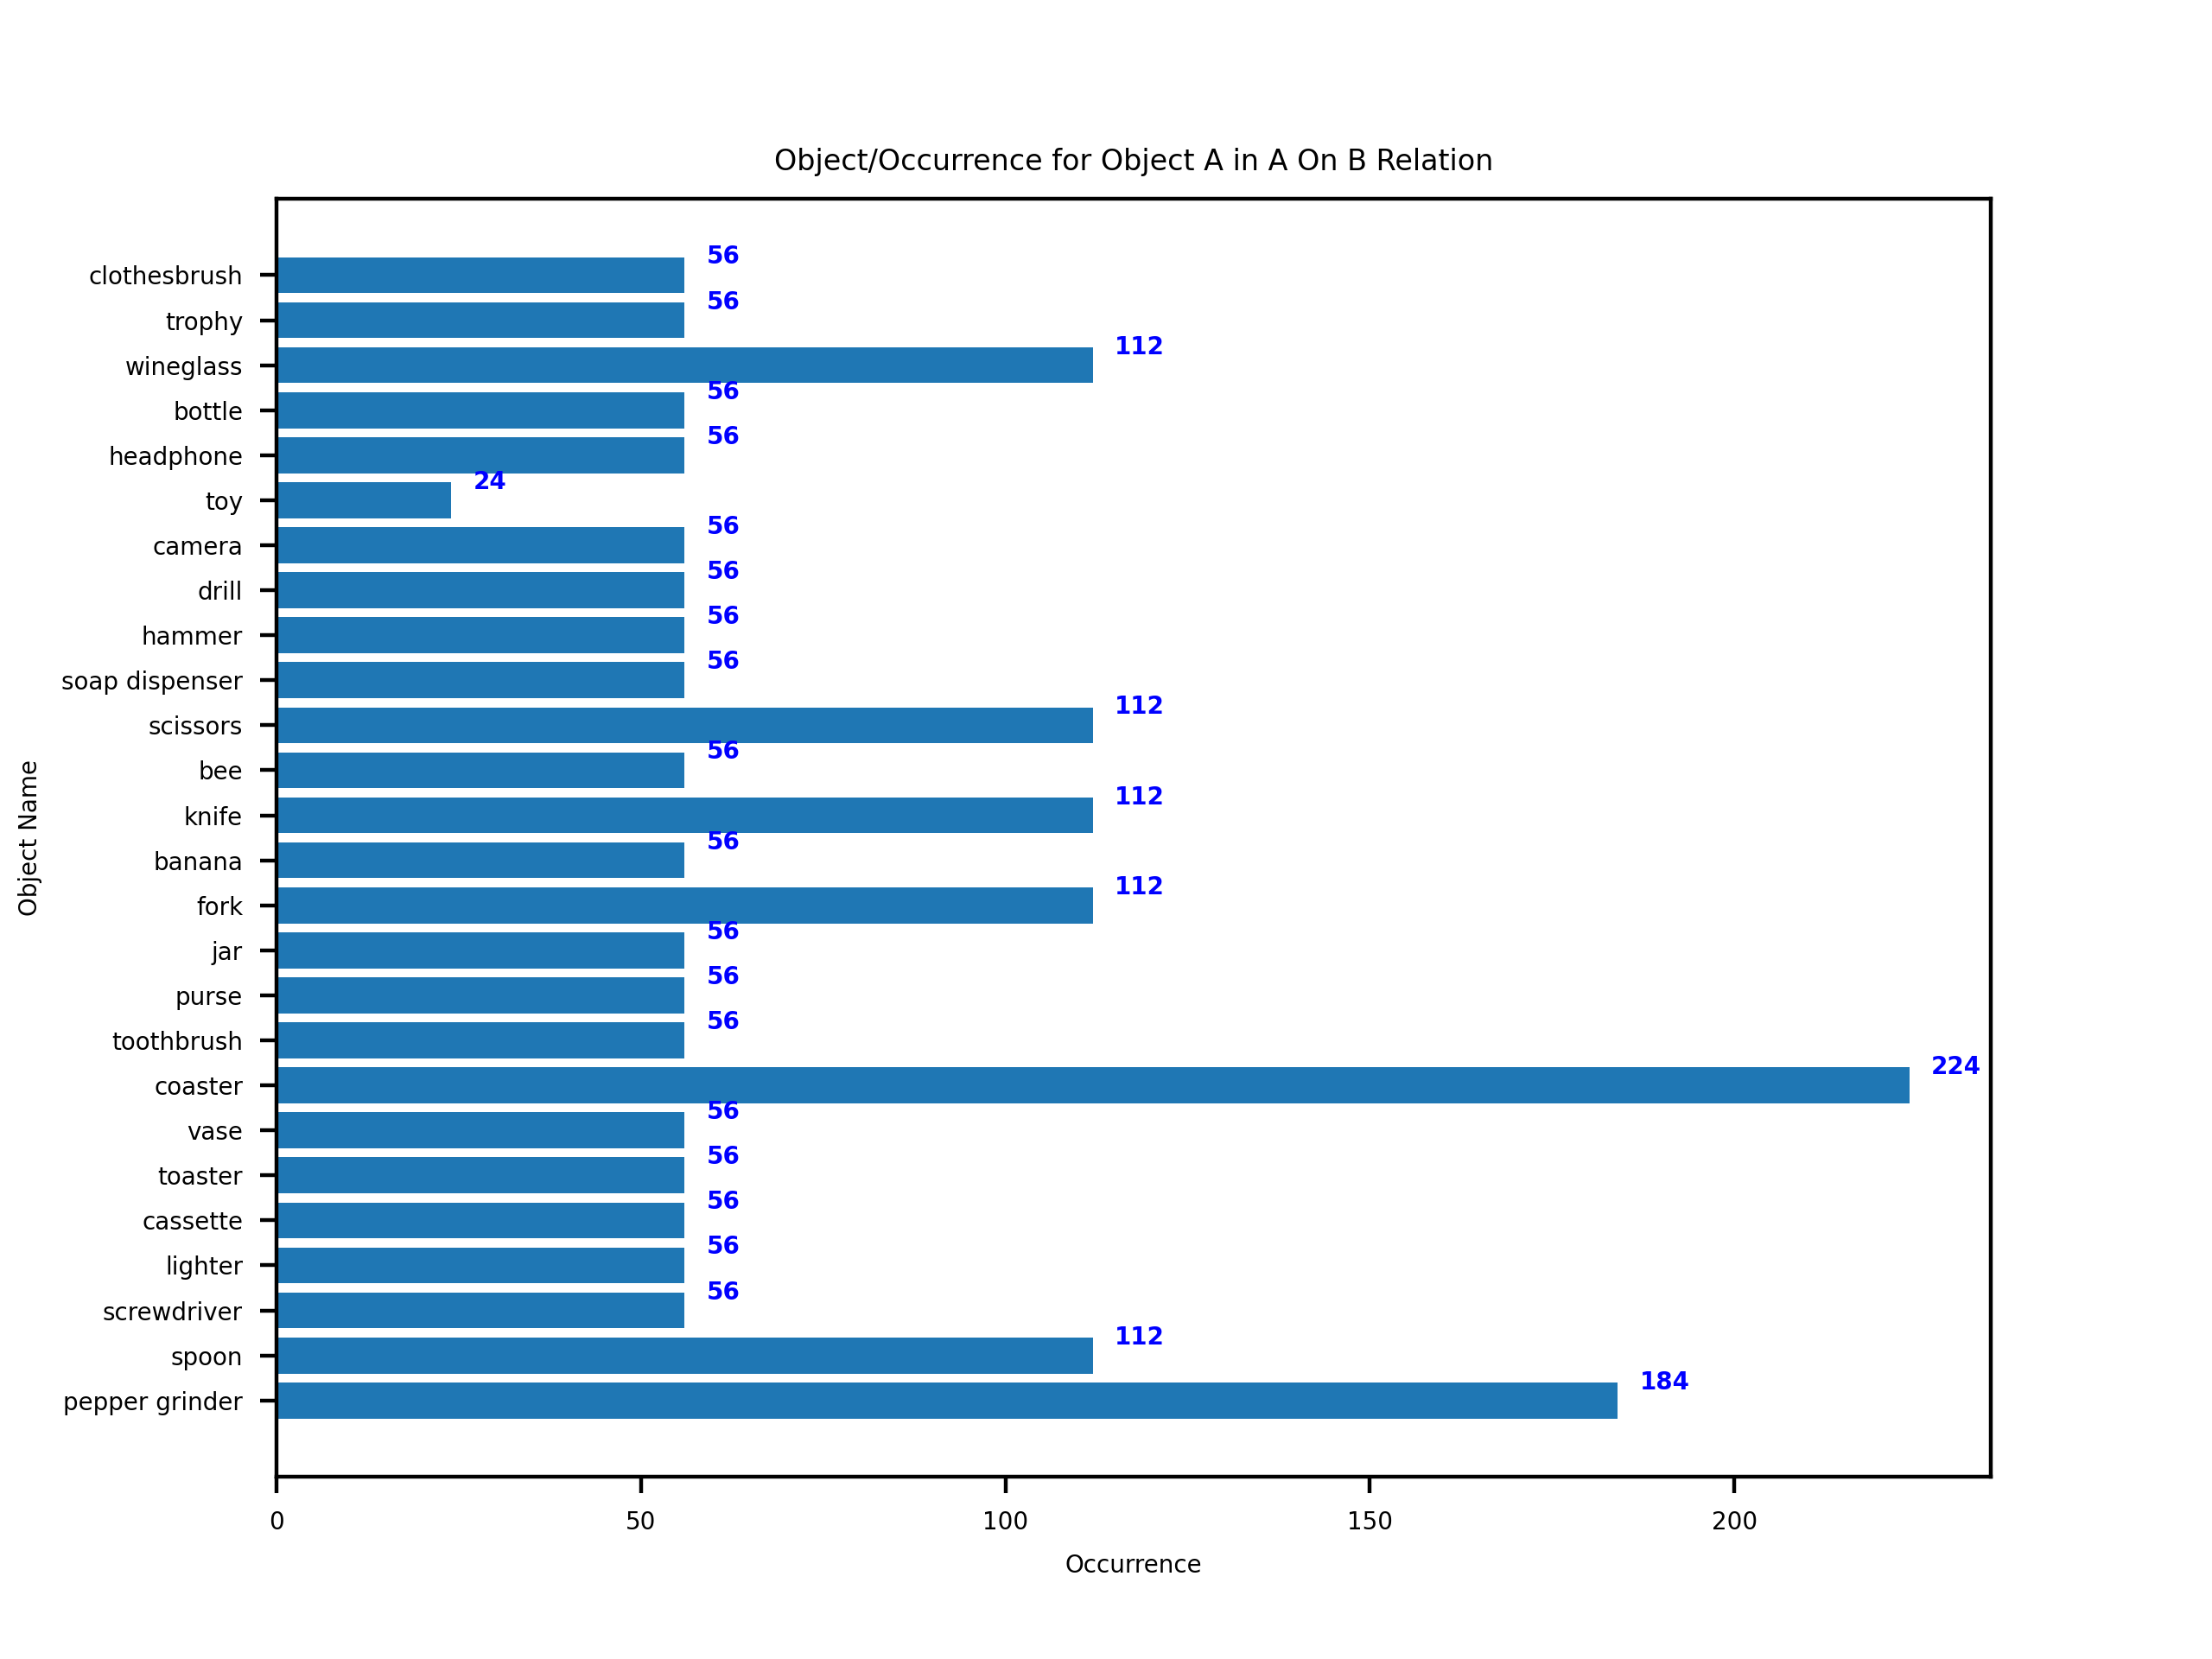 Object/Occurrence for Object A in A On B Relation
clothesbrush 56
trophy 56
wineglass 112
bottle 56
headphone 56
toy 24
camera 56
drill 56
hammer 56
soap dispenser 56
scissors 112
bee 56
knife 112
banana 56
fork 112
jar 56
purse 56
toothbrush 56
coaster 224
vase 56
toaster 56
cassette 56
lighter 56
screwdriver 56
spoon 112
pepper grinder 184
Object Name
0 50 100 150 200
Occurrence